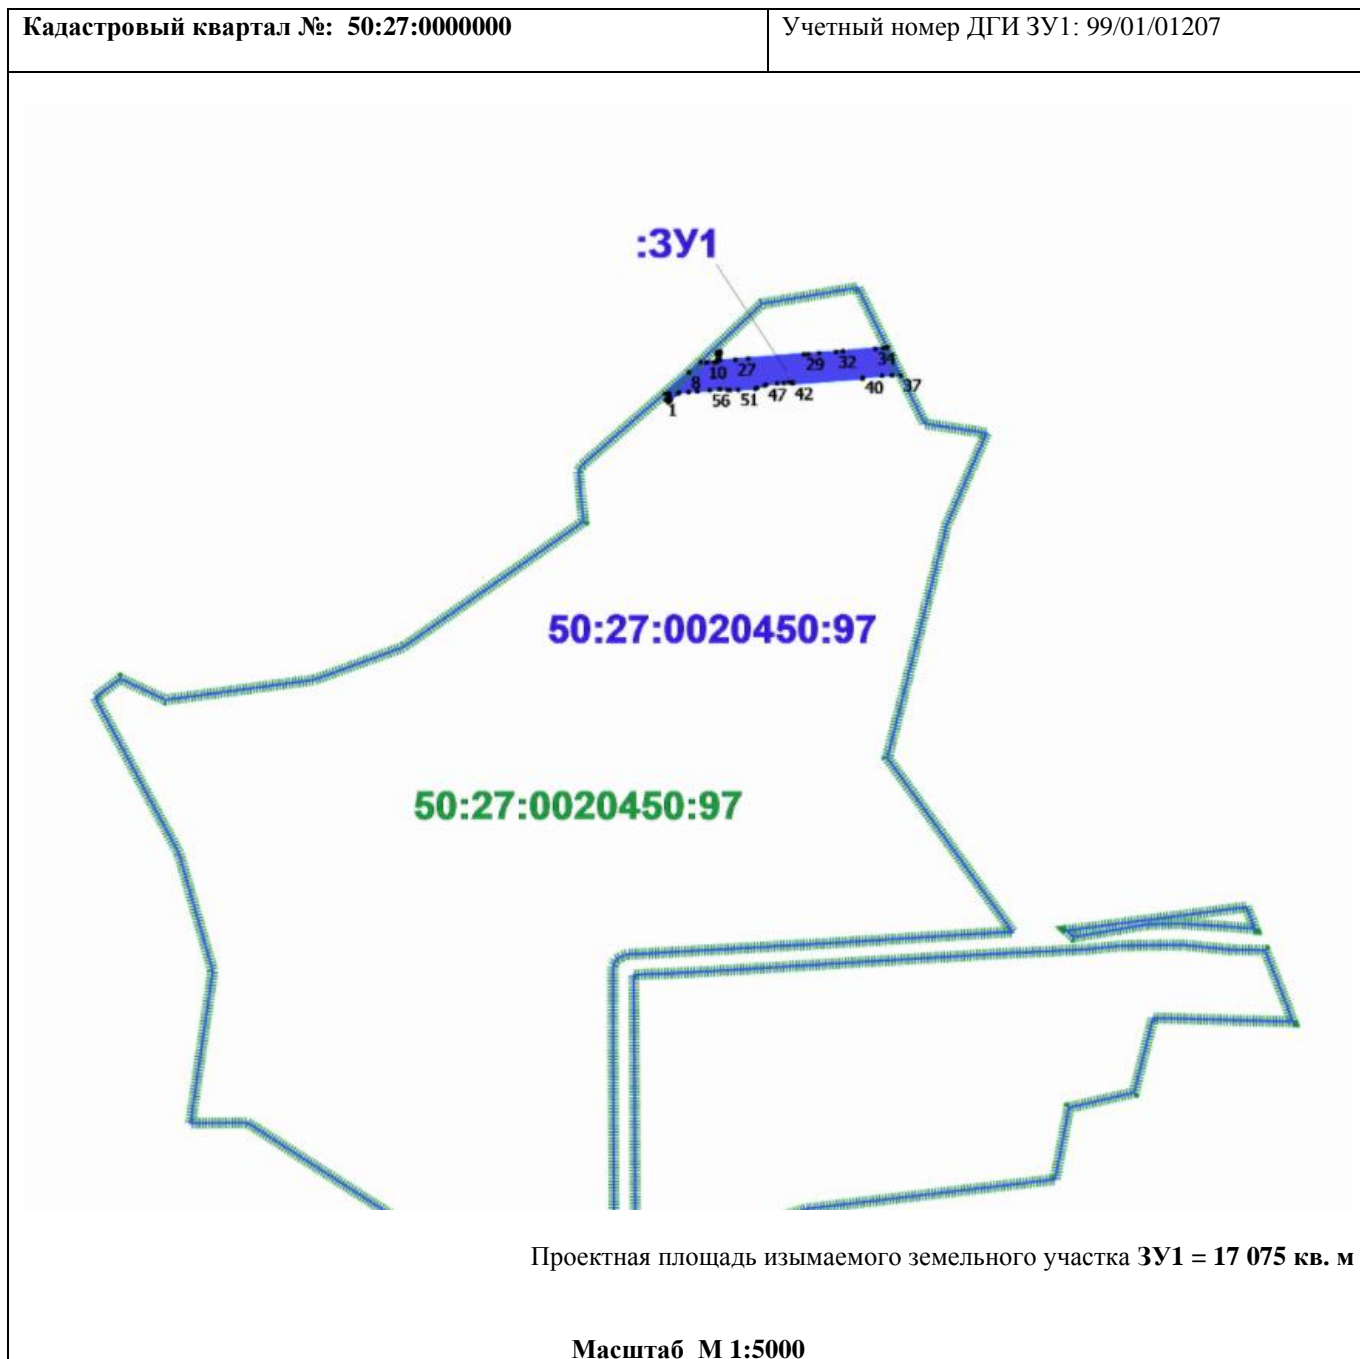 Кадастровый квартал №: 50:27:0000000
Учетный номер ДГИ ЗУ1: 99/01/01207
:ЗУ1
29 32 34
10 27
8
40 37
56 51 47 42
1
50:27:0020450:97
50:27:0020450:97
Проектная площадь изымаемого земельного участка ЗУ1 = 17 075 кв. м
Масштаб М 1:5000